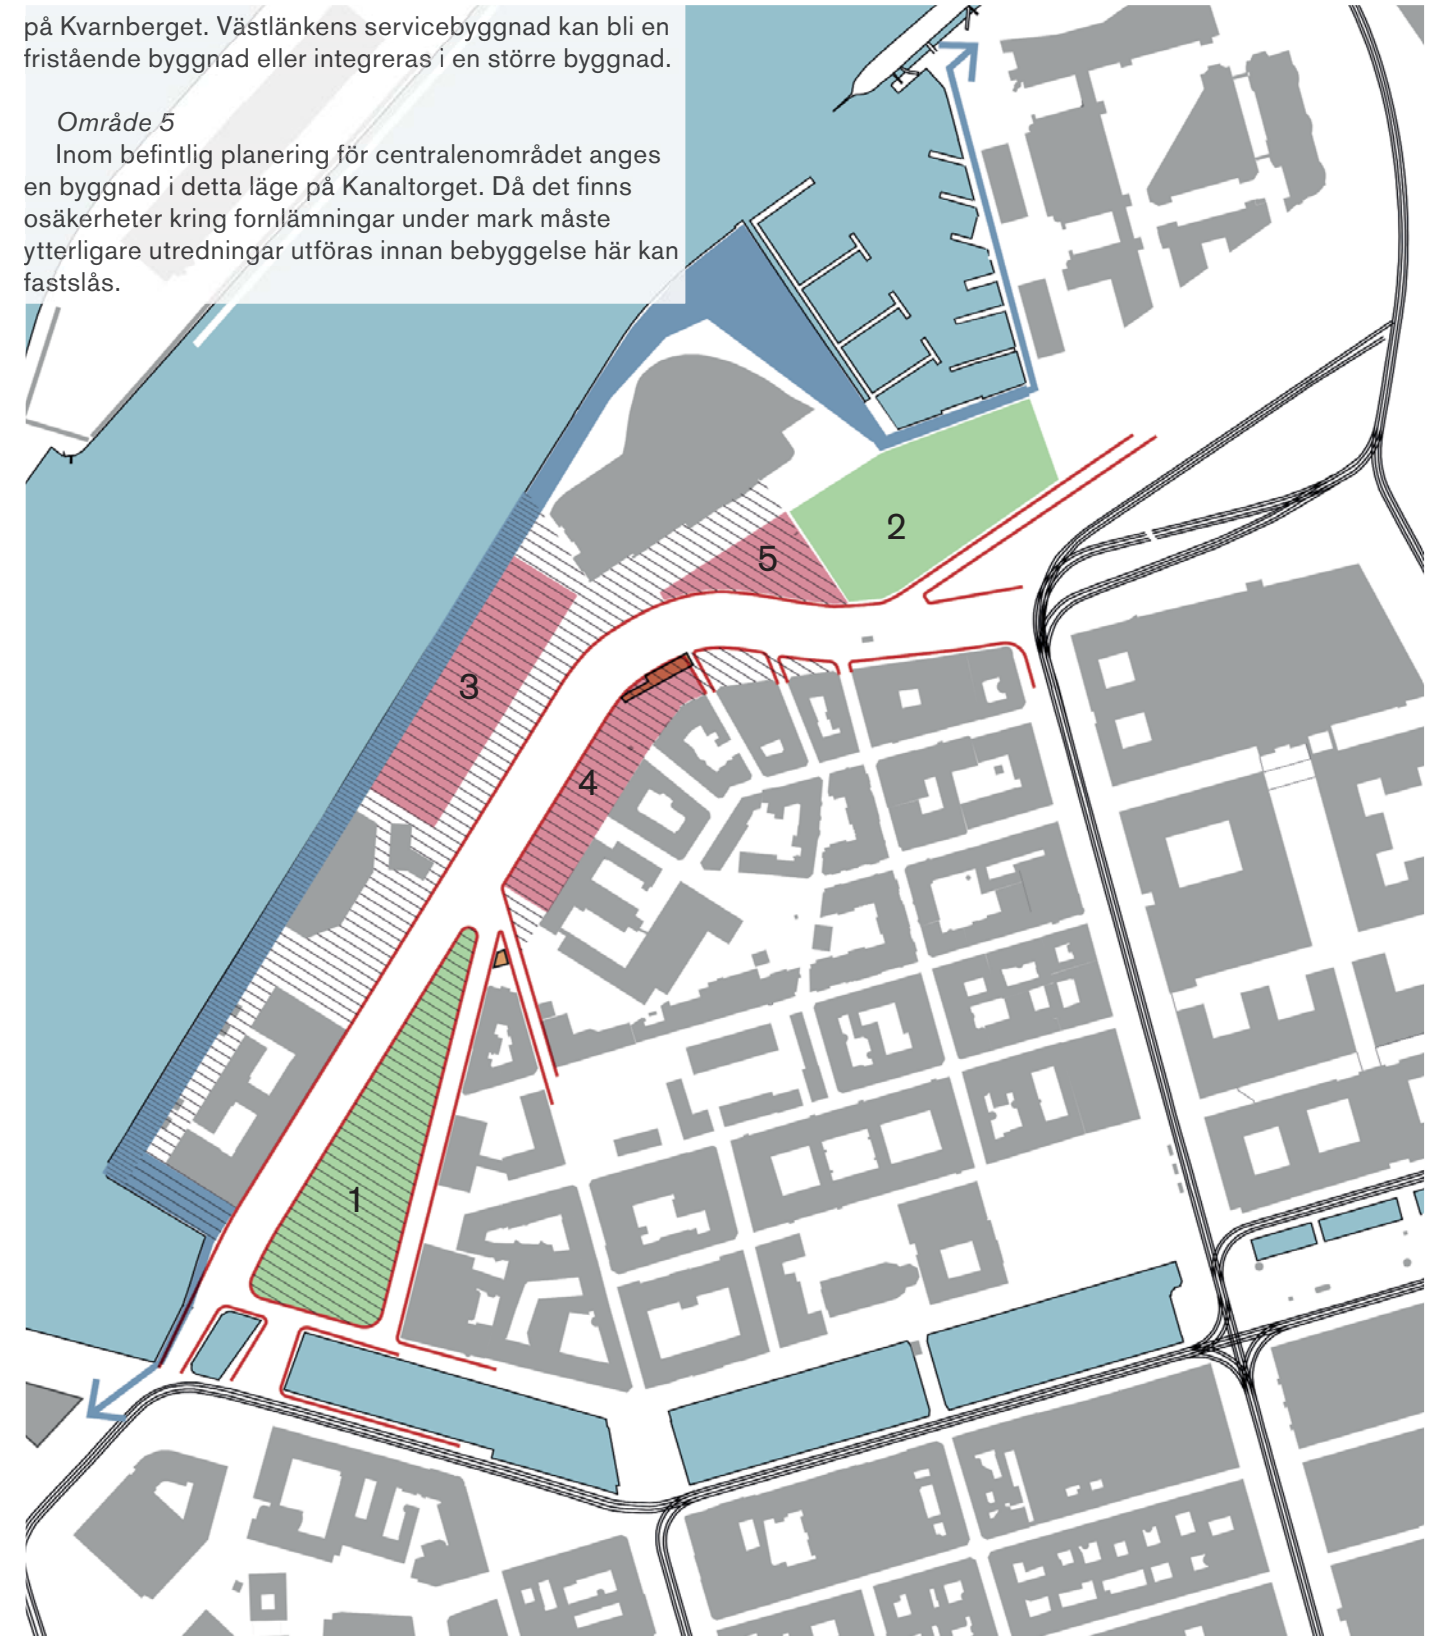 på Kvarnberget. Västlänkens servicebyggnad kan bli en
fristående byggnad eller integreras i en större byggnad.
Område 5
Inom befintlig planering för centralenområdet anges
en byggnad i detta läge på Kanaltorget. Då det finns
osäkerheter kring fornlämningar under mark måste
ytterligare utredningar utföras innan bebyggelse här kan
fastslås.
2
5
3
4
1